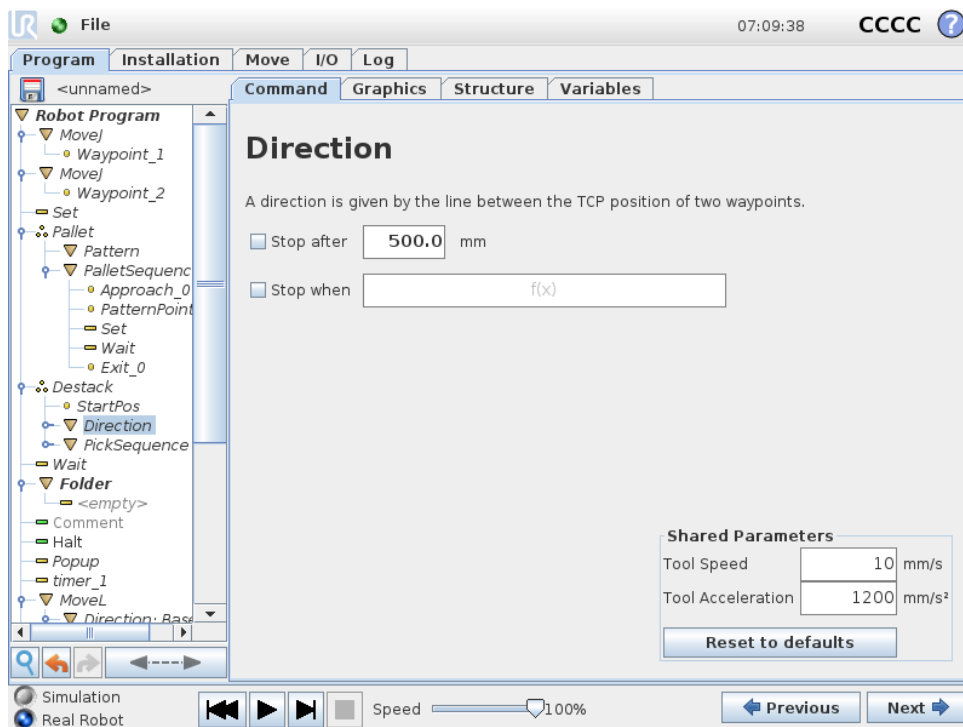 UR File 07:09:38 CCCC ?
Program Installation Move I/O Log
<unnamed> Command Graphics Structure Variables
Robot Program
MoveJ
Waypoint_1
MoveJ
Waypoint_2
Set
Pallet
Pattern
PalletSequenc
Approach_0
PatternPoint
Set
Wait
Exit_0
Destack
StartPos
Direction
PickSequence
Wait
Folder
<empty>
Comment
Halt
Popup
timer_1
MoveL
Direction: Base
Direction
A direction is given by the line between the TCP position of two waypoints.
Stop after 500.0 mm
Stop when f(x)
Shared Parameters
Tool Speed 10 mm/s
Tool Acceleration 1200 mm/s²
Reset to defaults
Simulation
Real Robot
Speed 100%
Previous Next